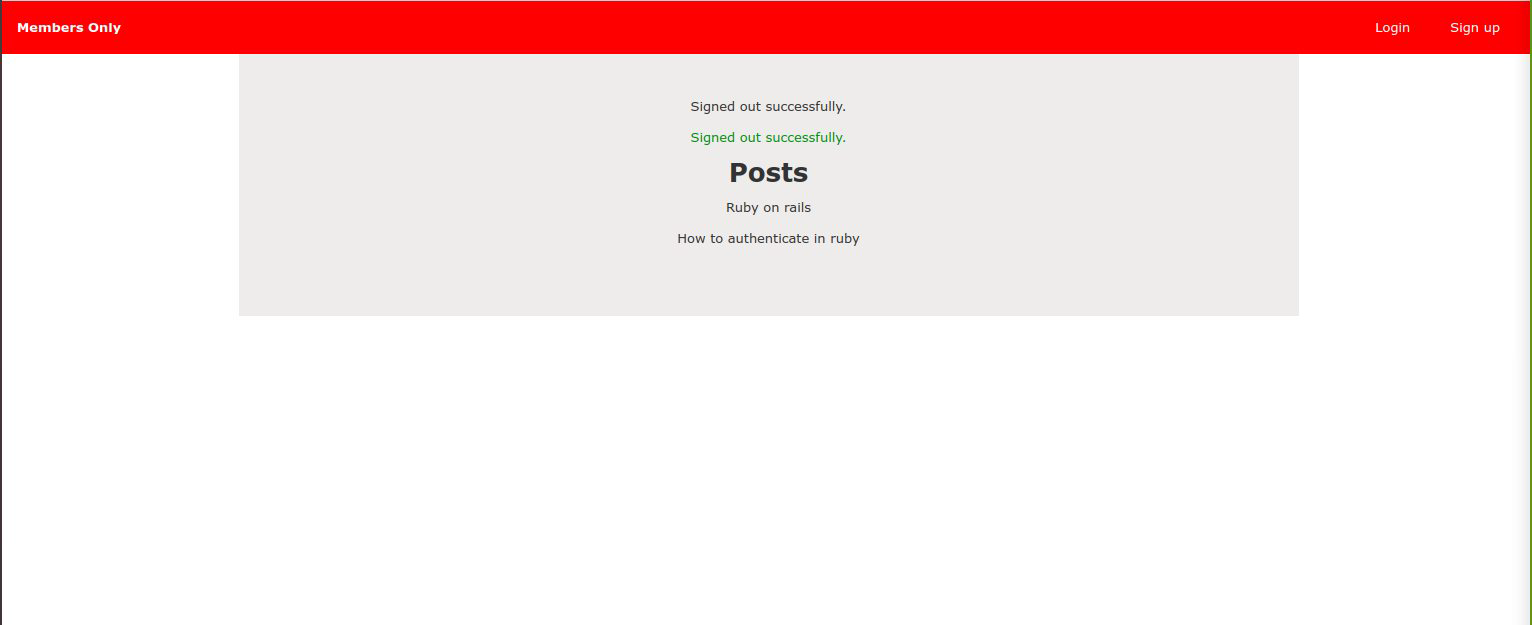 Members Only
Login
Sign up
Signed out successfully.
Signed out successfully.
Posts
Ruby on rails
How to authenticate in ruby